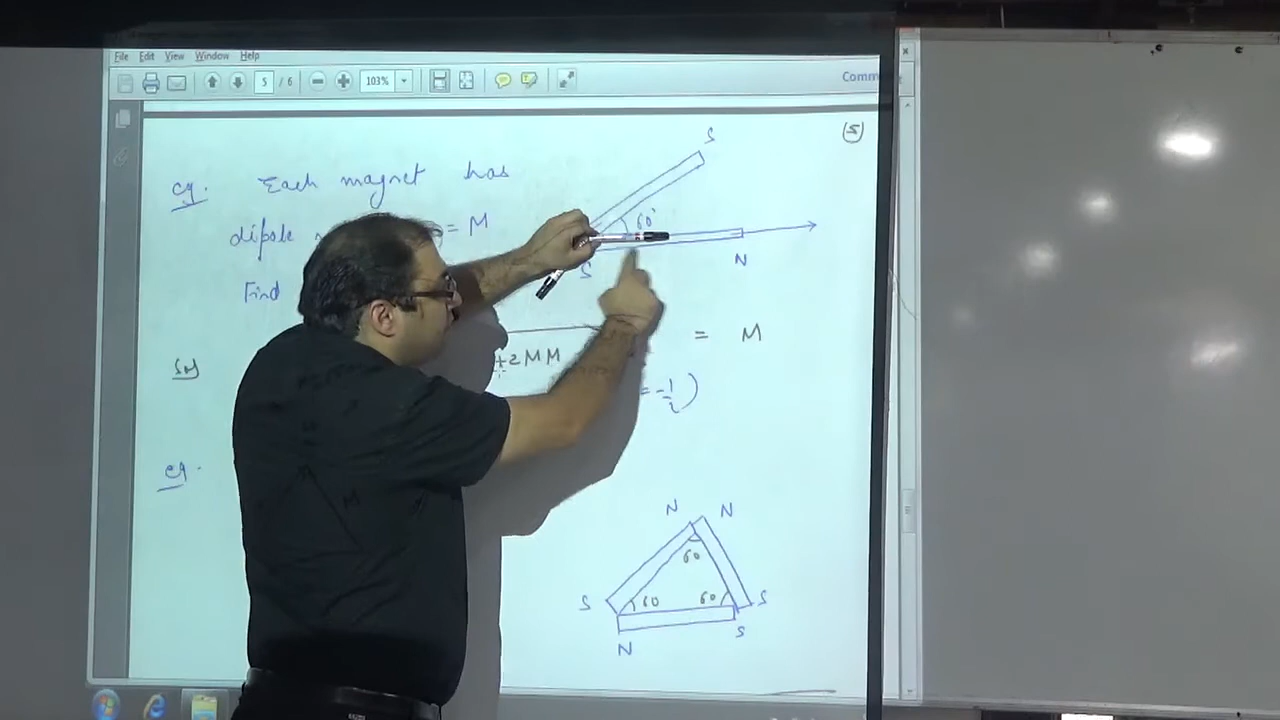 File Edit View Window Help
5 / 6 103% Comm
(5)
eg. Each magnet has
dipole = M
Find
S
60°
S N
Sol +2MM = M
= -1/2)
eg.
N N
60
S 60 60 S
S
N